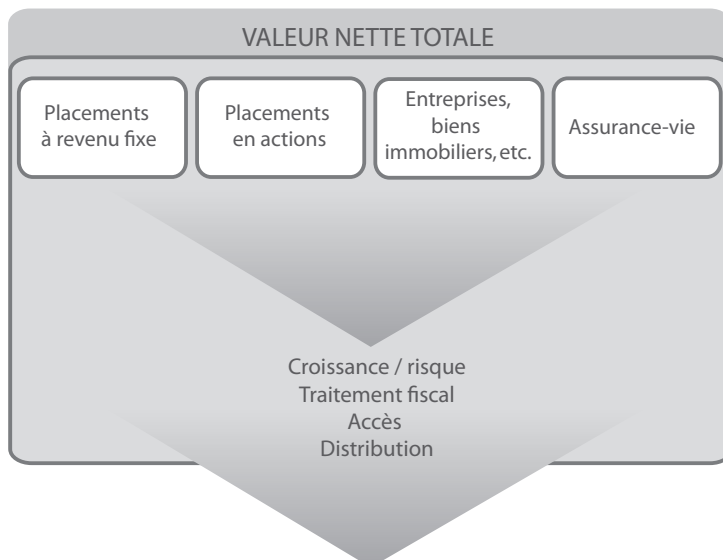 VALEUR NETTE TOTALE
Placements
à revenu fixe
Placements
en actions
Entreprises,
biens
immobiliers, etc.
Assurance-vie
Croissance / risque
Traitement fiscal
Accès
Distribution